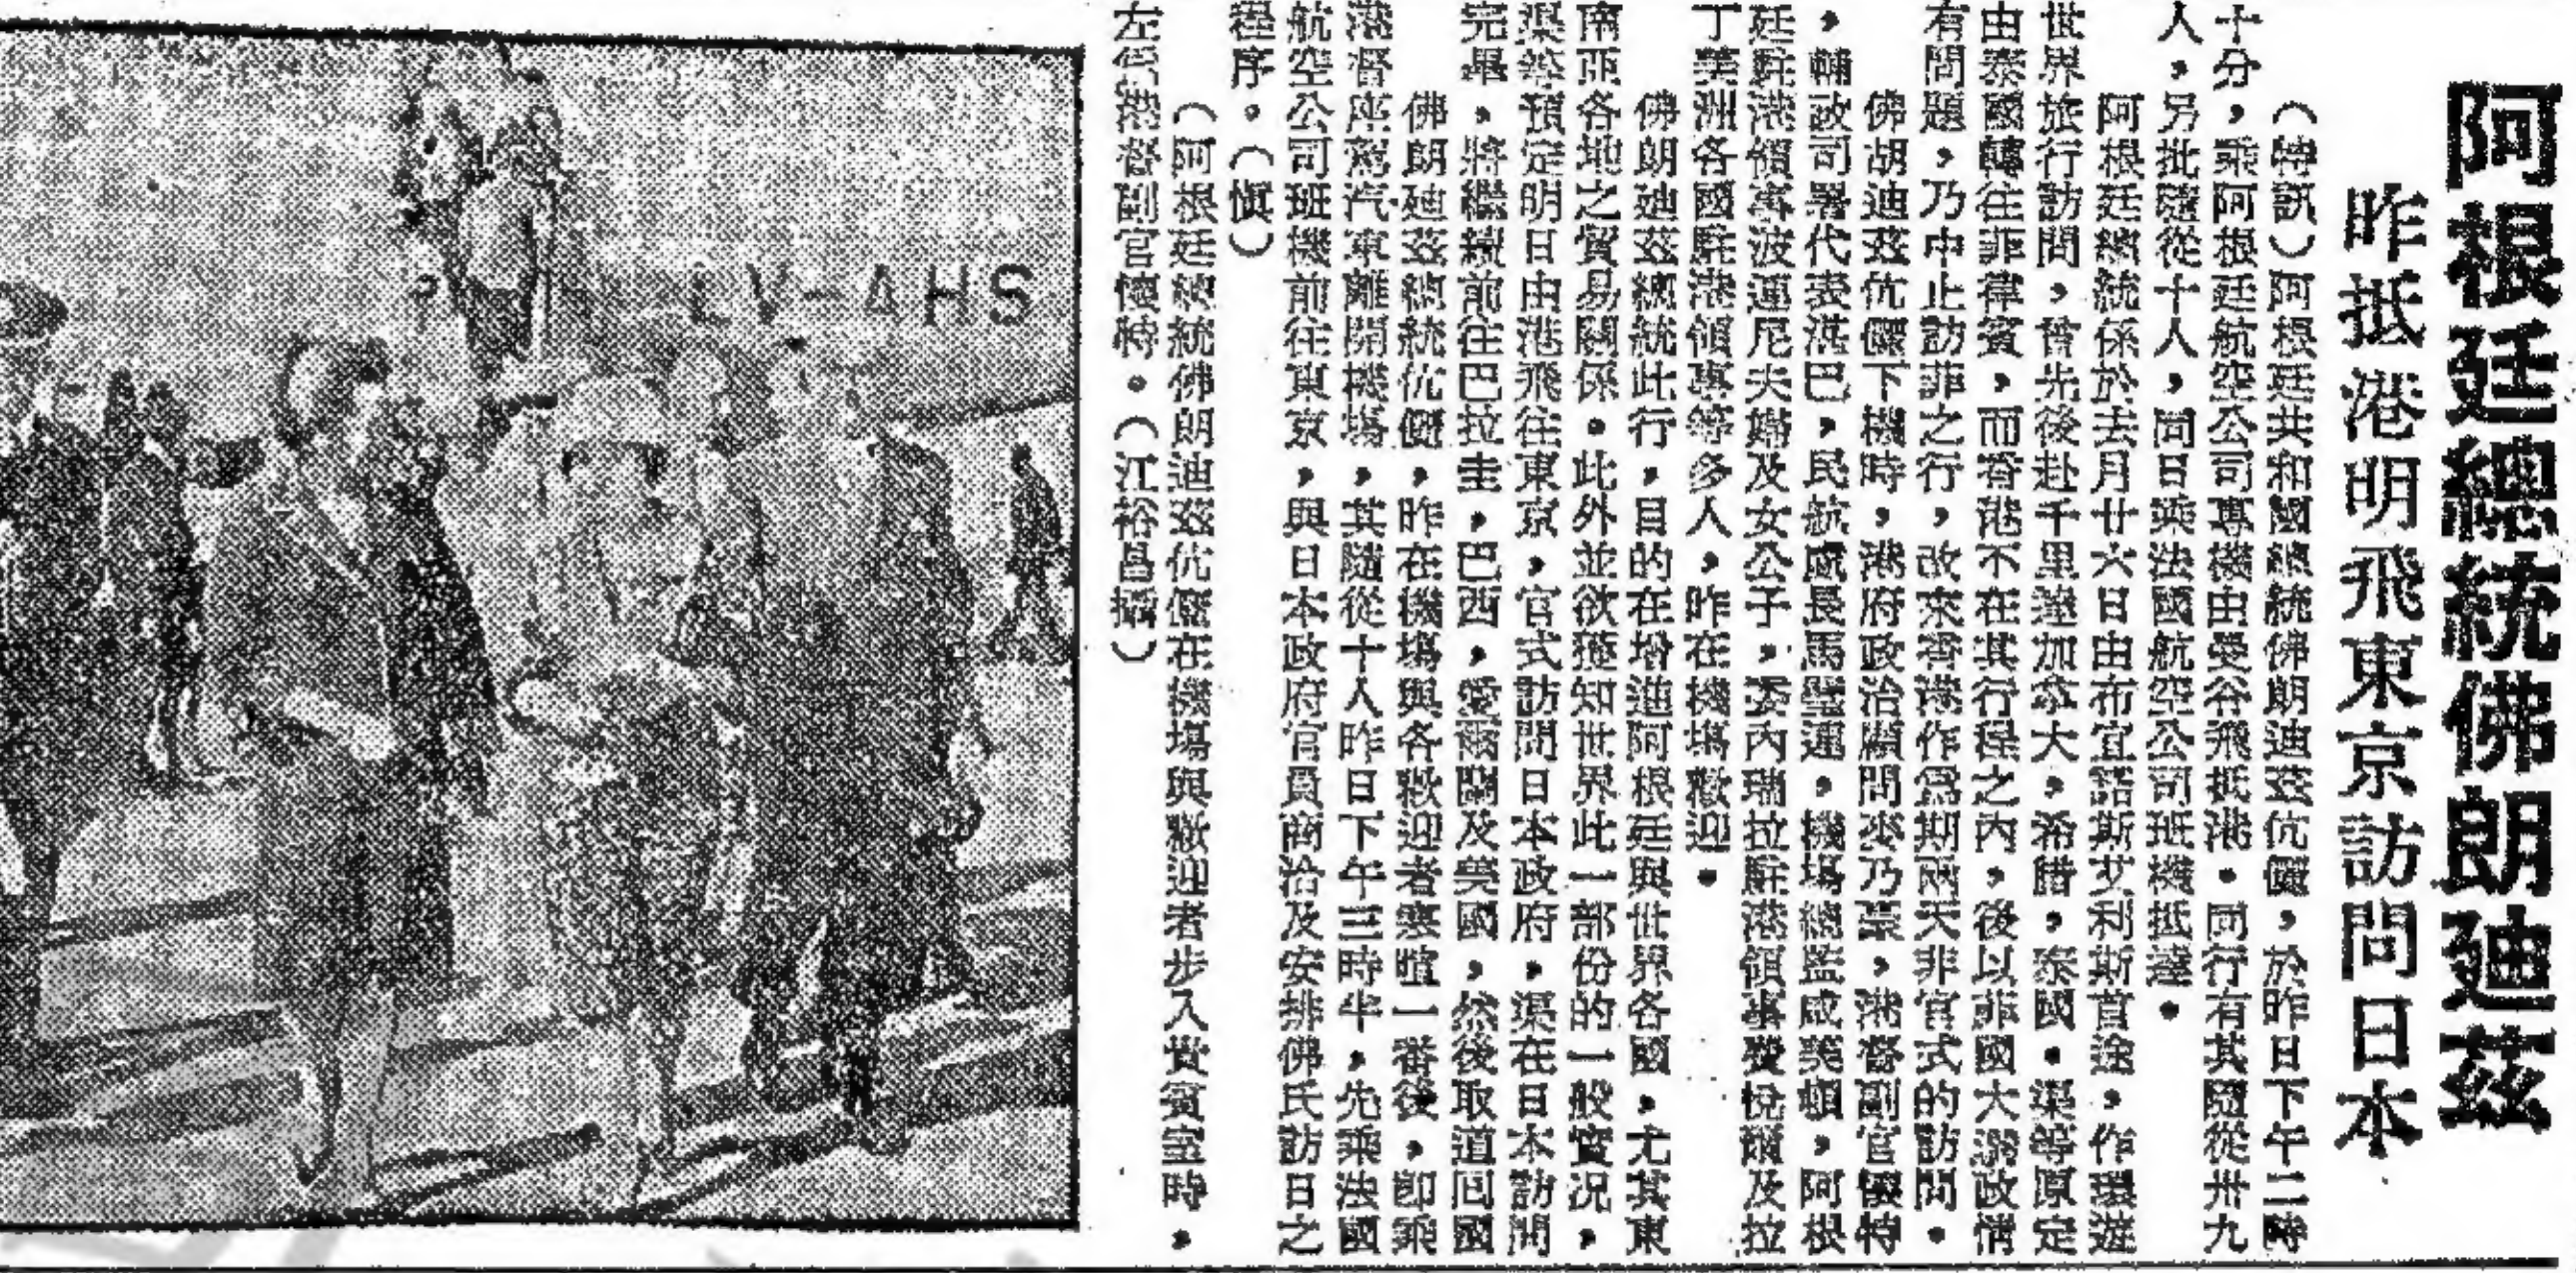 阿根廷總統佛朗廸茲
昨抵港明飛東京訪問日本
(特訊)阿根廷共和國總統佛朗迪茲伉儷，於昨日下午二時
十分，乘阿根廷航空公司專機由曼谷飛抵港。同行有其隨從卅九
人，另批隨從十人，同日乘法國航空公司班機抵達。
阿根廷總統係於去月廿六日由布宜諾斯艾利斯首途，作環遊
世界旅行訪問，曾先後赴千里達加拿大，希腊，泰國。渠等原定
由泰國轉往菲律賓，而香港不在其行程之內，後以菲國大選政情
有問題，乃中止訪菲之行，改來香港作爲期兩天非官式的訪問。
佛胡迪茲伉儷下機時，港府政治顧問麥乃景，港督副官懷特
，輔政司署代表湛巴，民航處長馬璧運，機場總監咸美頓，阿根
廷駐港領事波運尼夫婦及女公子，委內瑞拉駐港領事愛悅爾及拉
丁美洲各國駐港領事等多人，昨在機塲歡迎。
佛朗廸茲總統此行，目的在增進阿根廷與世界各國，尤其東
南亞各地之貿易關係。此外並欲獲知世界此一部份的一般實況，
渠等預定明日由港飛往東京，官式訪問日本政府，渠在日本訪問
完畢，將繼續前往巴拉圭，巴西，愛爾蘭及美國，然後取道回國
佛朗廸茲總統伉儷，昨在機塲與各歡迎者寒暄一番後，即乘
港督座駕汽車離開機塲，其隨從十人昨日下午三時半，先乘法國
航空公司班機前往東京，與日本政府官員商洽及安排佛氏訪日之
程序。(愼)
(阿根廷總統佛朗迪茲伉儷在機塲與歡迎者步入貴賓室時，
左後港督副官懷特。(江裕昌攝)
LV-AHS